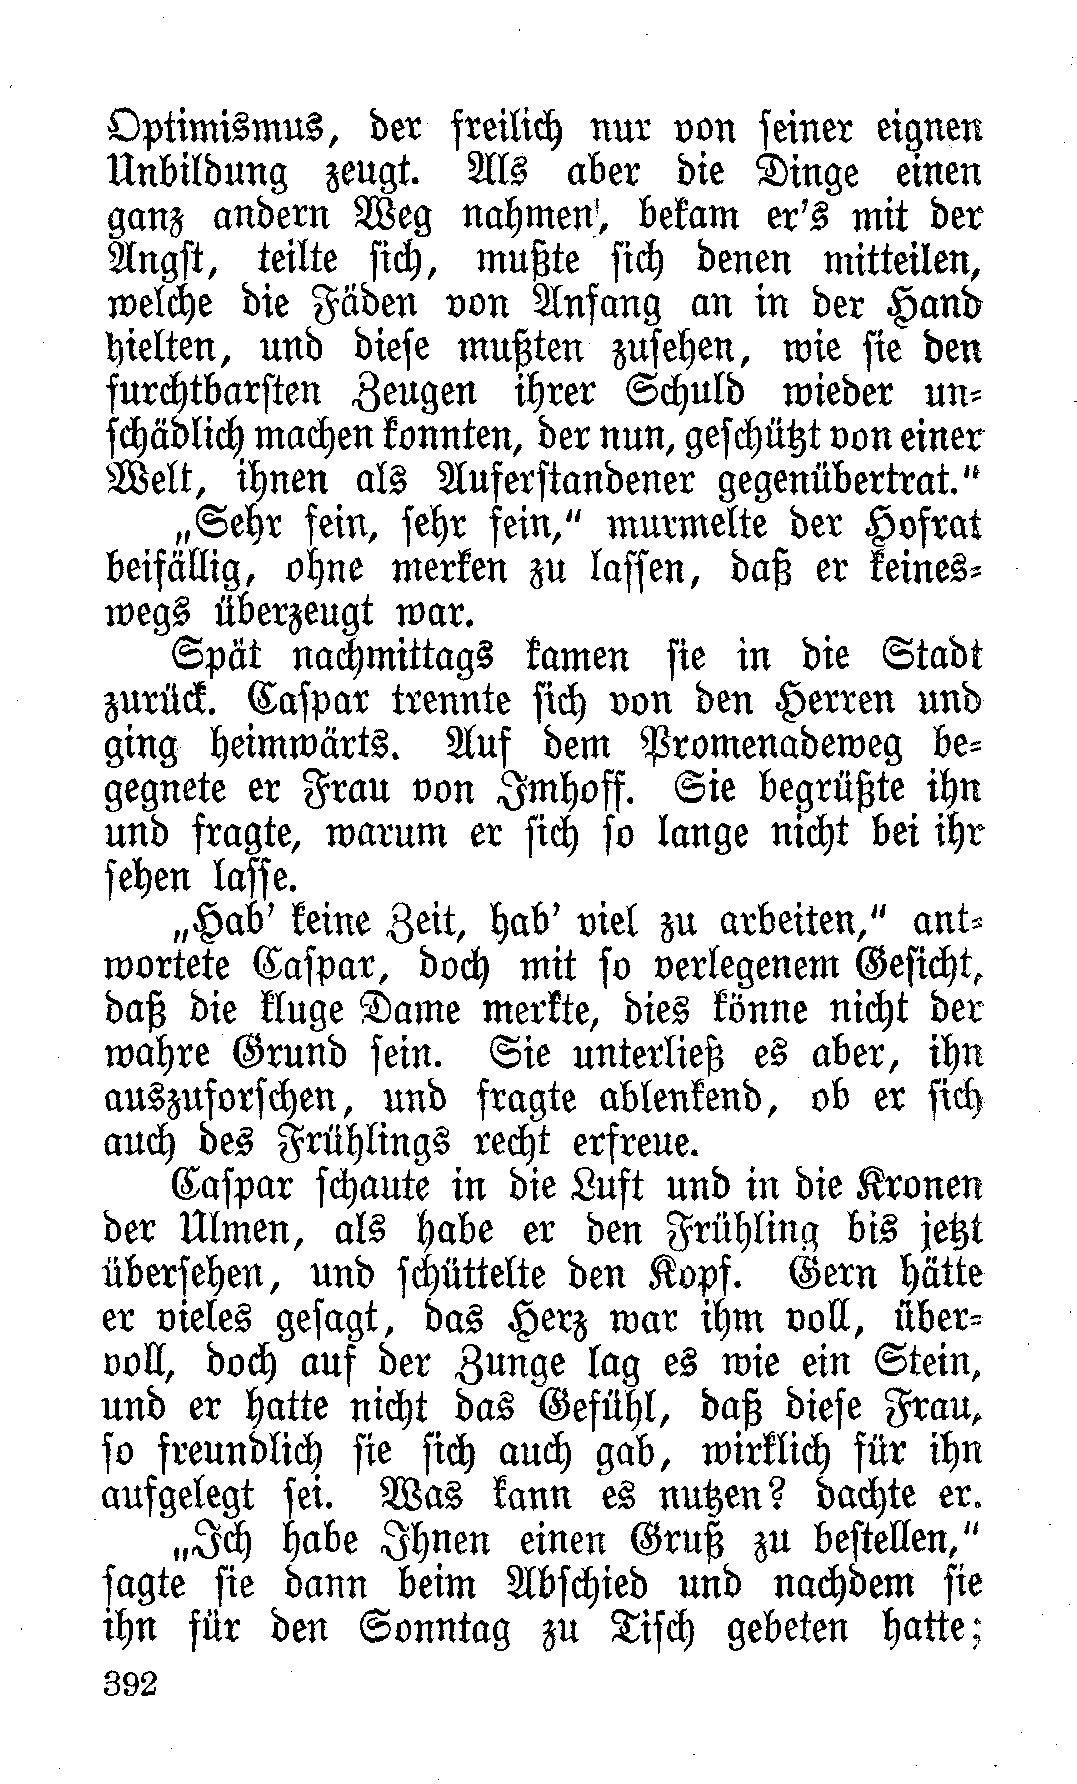 Optimismus, der freilich nur von seiner eignen
Unbildung zeugt. Als aber die Dinge einen
ganz andern Weg nahmen, bekam er's mit der
Angst, teilte sich, mußte sich denen mitteilen,
welche die Fäden von Anfang an in der Hand
hielten, und diese mußten zusehen, wie sie den
furchtbarsten Zeugen ihrer Schuld wieder un-
schädlich machen konnten, der nun, geschützt von einer
Welt, ihnen als Auferstandener gegenübertrat."
„Sehr fein, sehr fein," murmelte der Hofrat
beifällig, ohne merken zu lassen, daß er keines-
wegs überzeugt war.
Spät nachmittags kamen sie in die Stadt
zurück. Caspar trennte sich von den Herren und
ging heimwärts. Auf dem Promenadeweg be-
gegnete er Frau von Imhoff. Sie begrüßte ihn
und fragte, warum er sich so lange nicht bei ihr
sehen lasse.
„Hab' keine Zeit, hab' viel zu arbeiten," ant-
wortete Caspar, doch mit so verlegenem Gesicht,
daß die kluge Dame merkte, dies könne nicht der
wahre Grund sein. Sie unterließ es aber, ihn
auszuforschen, und fragte ablenkend, ob er sich
auch des Frühlings recht erfreue.
Caspar schaute in die Luft und in die Kronen
der Ulmen, als habe er den Frühling bis jetzt
übersehen, und schüttelte den Kopf. Gern hätte
er vieles gesagt, das Herz war ihm voll, über-
voll, doch auf der Zunge lag es wie ein Stein,
und er hatte nicht das Gefühl, daß diese Frau,
so freundlich sie sich auch gab, wirklich für ihn
aufgelegt sei. Was kann es nutzen? dachte er.
„Ich habe Ihnen einen Gruß zu bestellen,"
sagte sie dann beim Abschied und nachdem sie
ihn für den Sonntag zu Tisch gebeten hatte;
392